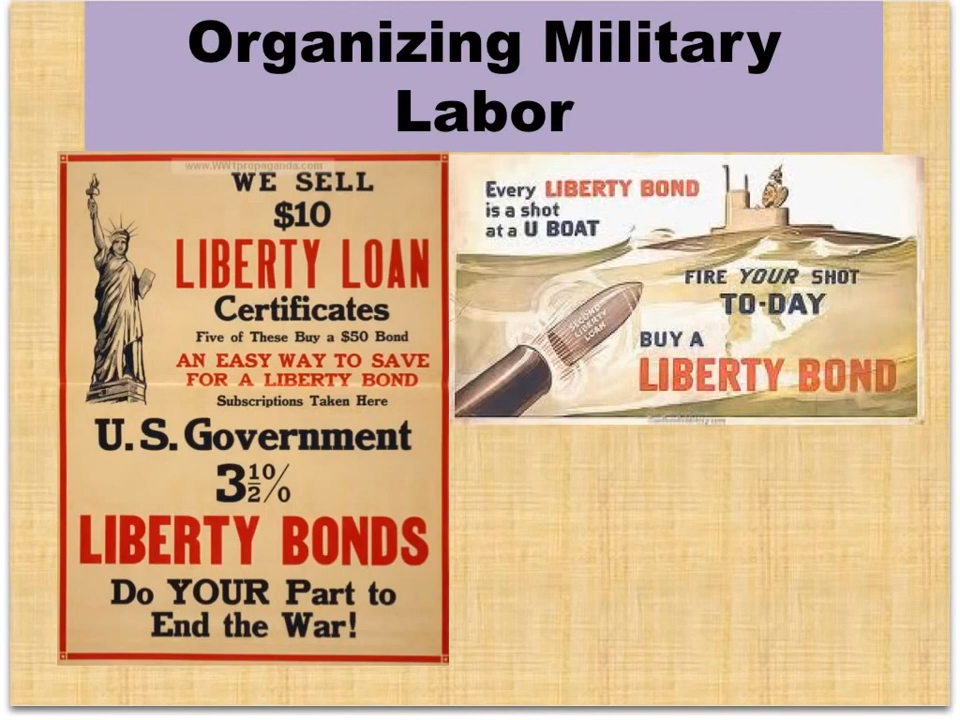 Organizing Military
Labor
www.WW1propaganda.com
WE SELL
$10
LIBERTY LOAN
Certificates
Five of These Buy a $50 Bond
AN EASY WAY TO SAVE
FOR A LIBERTY BOND
Subscriptions Taken Here
U.S. Government
3½%
LIBERTY BONDS
Do YOUR Part to
End the War!
Every LIBERTY BOND
is a shot
at a U BOAT
FIRE YOUR SHOT
TO-DAY
SECOND
LIBERTY
LOAN
BUY A
LIBERTY BOND